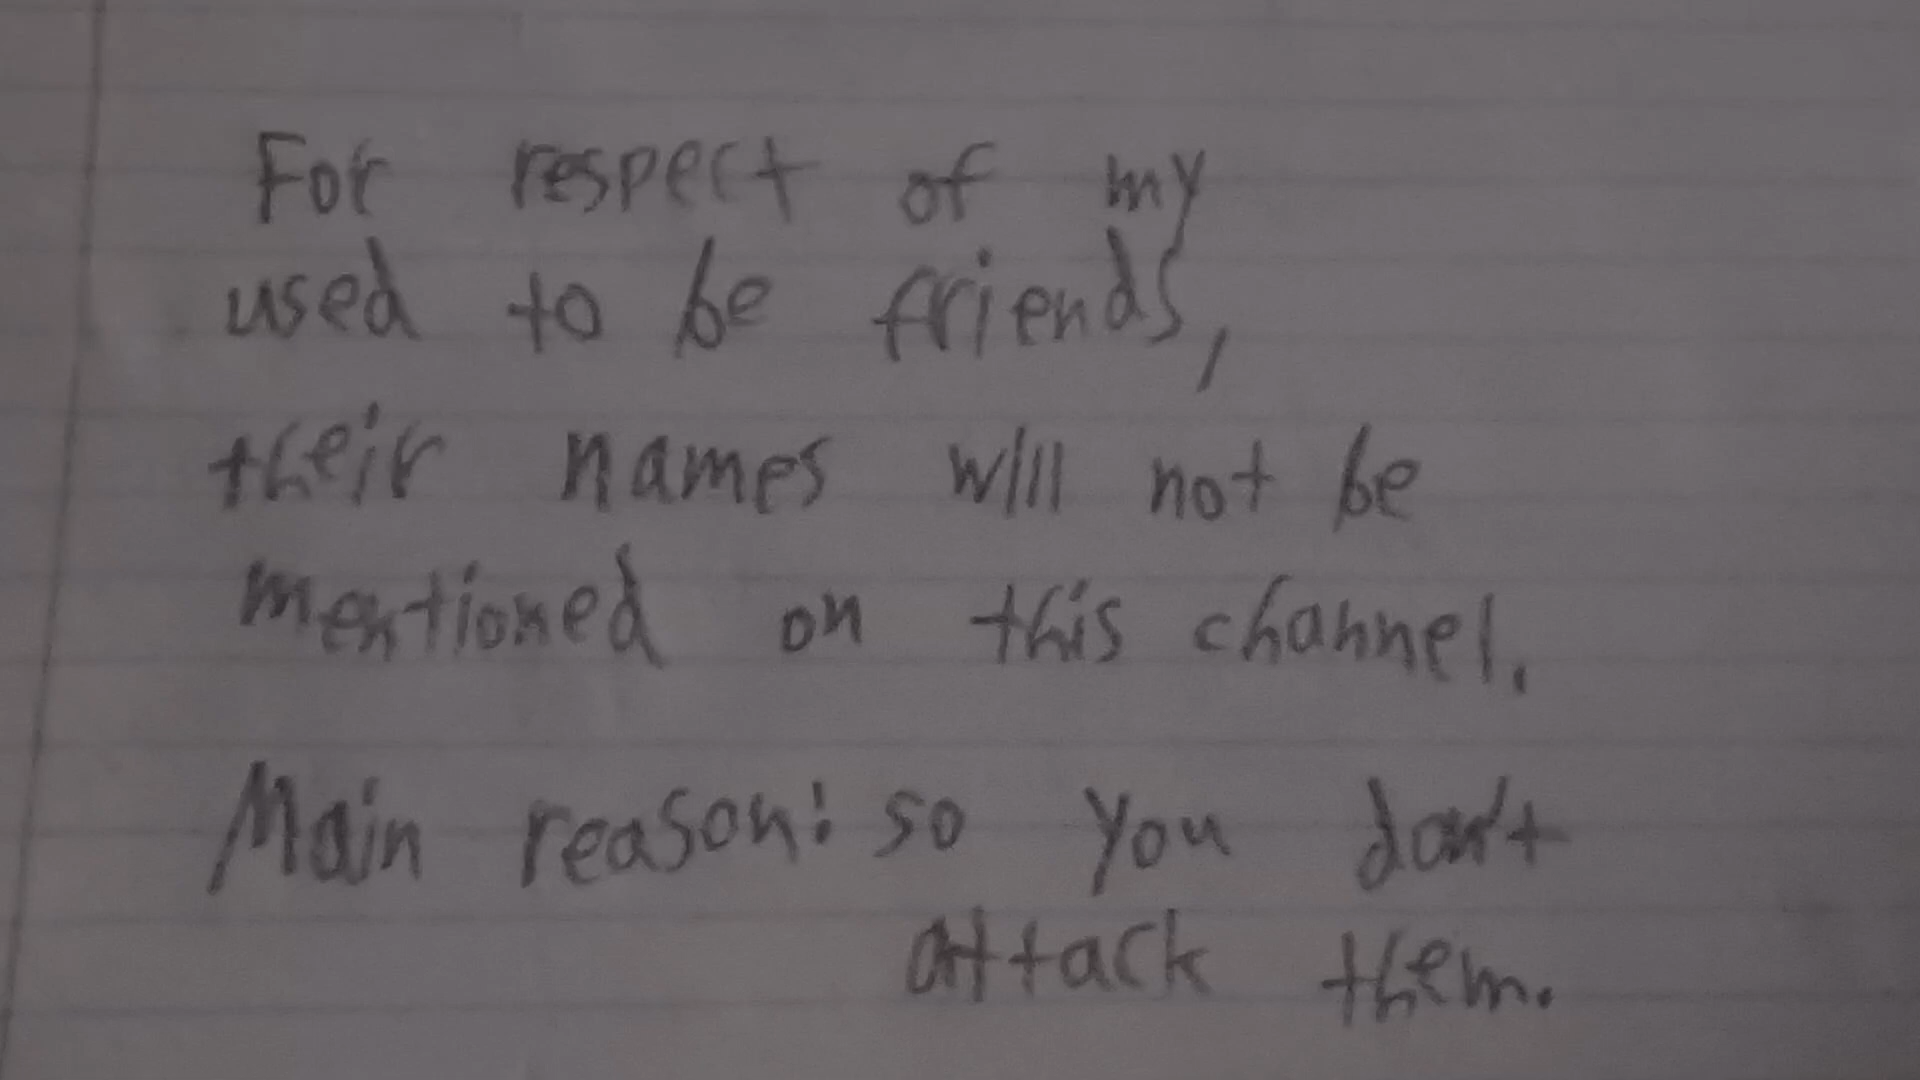 For respect of my
used to be friends,
their names will not be
mentioned on this channel.
Main reason: so you don't
attack them.